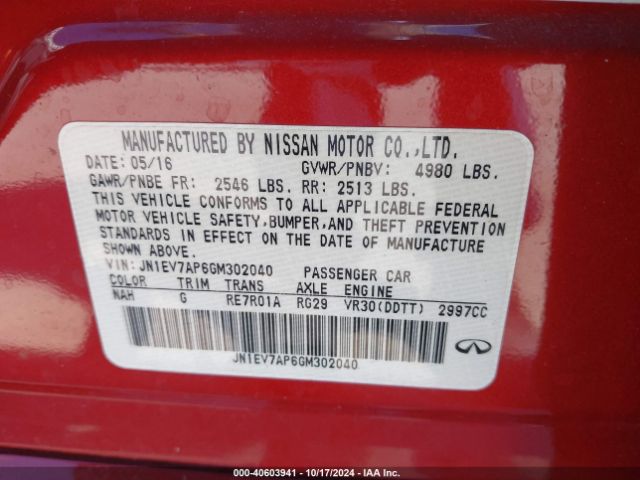 MANUFACTURED BY NISSAN MOTOR CO.,LTD.
DATE: 05/16 GVWR/PNBV: 4980 LBS.
GAWR/PNBE FR: 2546 LBS. RR: 2513 LBS.
THIS VEHICLE CONFORMS TO ALL APPLICABLE FEDERAL
MOTOR VEHICLE SAFETY, BUMPER, AND THEFT PREVENTION
STANDARDS IN EFFECT ON THE DATE OF MANUFACTURE
SHOWN ABOVE.
VIN: JN1EV7AP6GM302040 PASSENGER CAR
COLOR TRIM TRANS AXLE ENGINE
NAH G RE7R01A RG29 VR30(DDTT) 2997CC
JN1EV7AP6GM302040
000-40603941 - 10/17/2024 - IAA Inc.